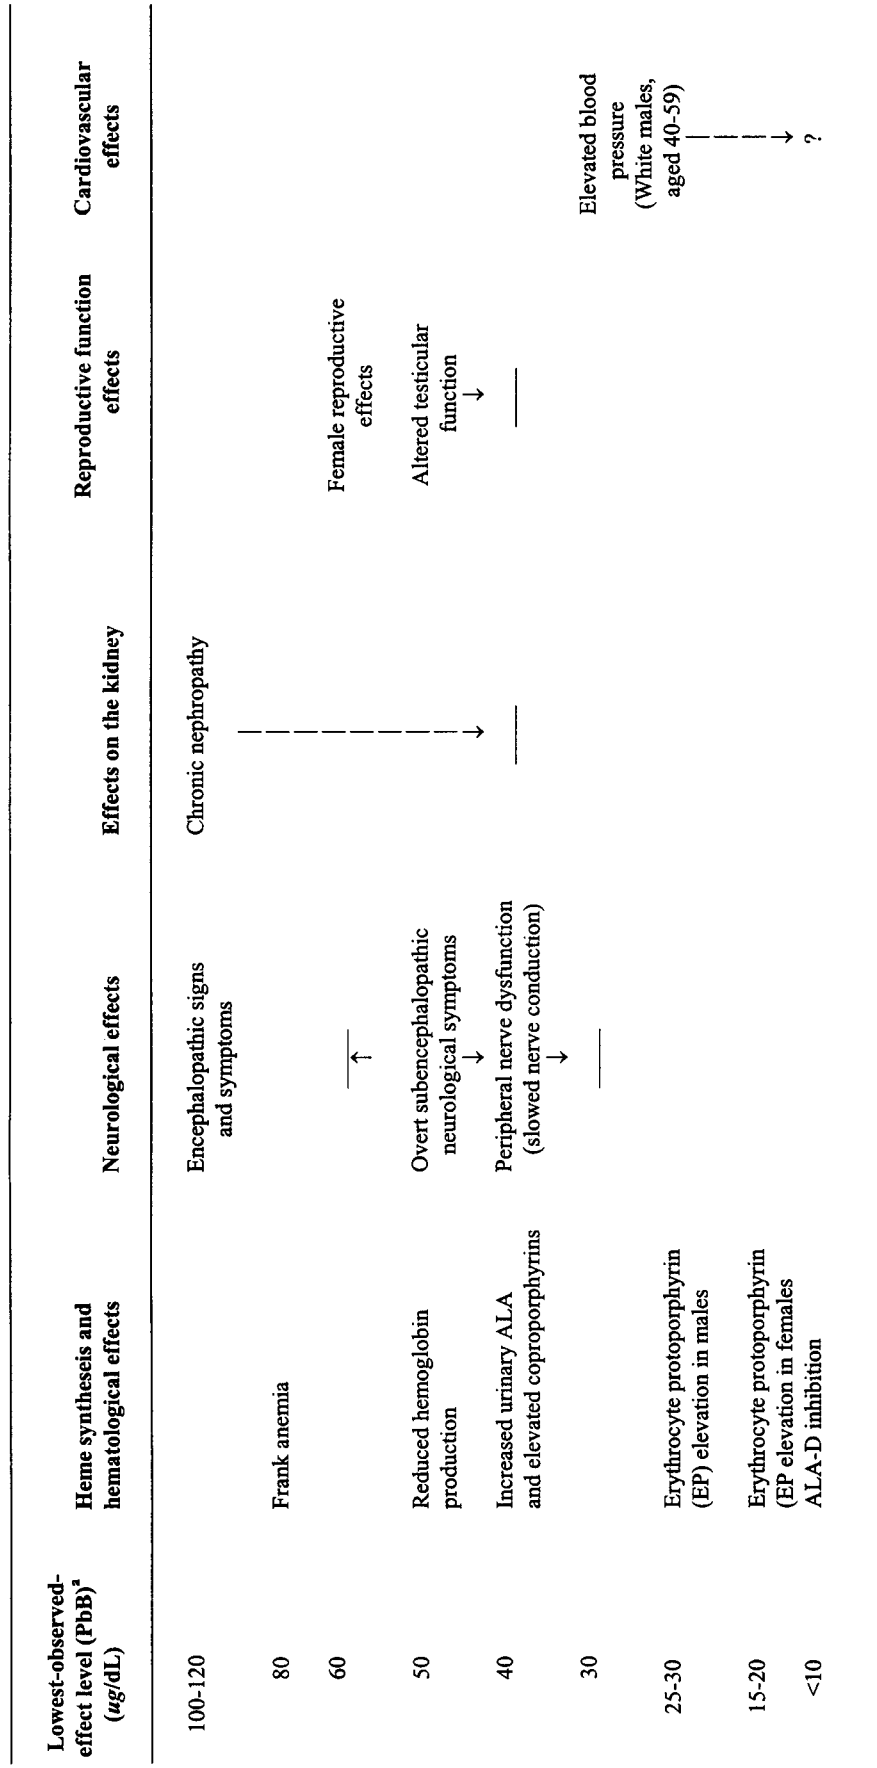 Lowest-observed-
effect level (PbB)ª
(ug/dL)
Heme syntheseis and
hematological effects
Neurological effects
Effects on the kidney
Reproductive function
effects
Cardiovascular
effects
100-120
Encephalopathic signs
and symptoms
Chronic nephropathy
80
Frank anemia
60
Female reproductive
effects
50
Reduced hemoglobin
production
Overt subencephalopathic
neurological symptoms
Altered testicular
function
40
Increased urinary ALA
and elevated coproporphyrins
Peripheral nerve dysfunction
(slowed nerve conduction)
30
Elevated blood
pressure
(White males,
aged 40-59)
25-30
Erythrocyte protoporphyrin
(EP) elevation in males
15-20
Erythrocyte protoporphyrin
(EP elevation in females
<10
ALA-D inhibition
?